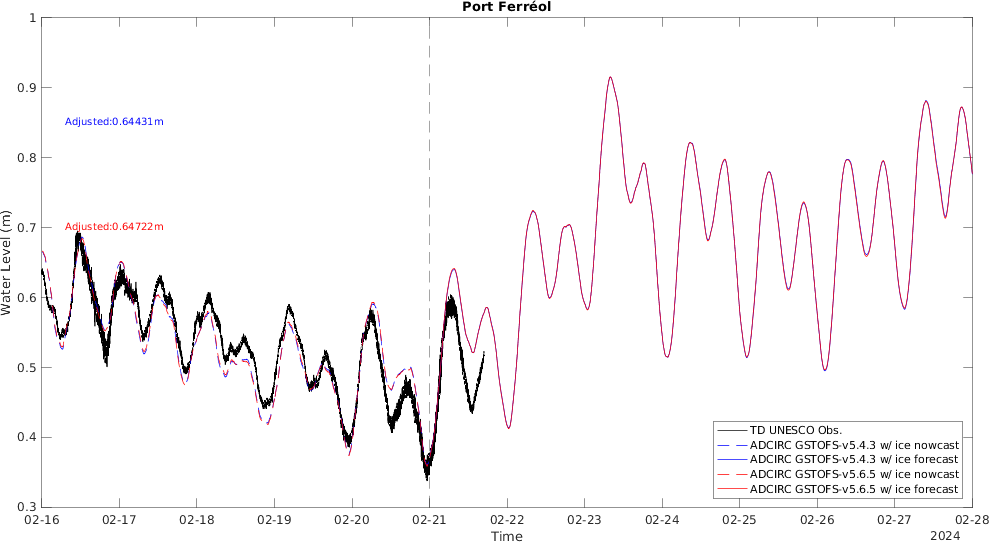 Port Ferréol
1
0.9
0.8
0.7
0.6
0.5
0.4
0.3
Water Level (m)
Adjusted:0.64431m
Adjusted:0.64722m
TD UNESCO Obs.
ADCIRC GSTOFS-v5.4.3 w/ ice nowcast
ADCIRC GSTOFS-v5.4.3 w/ ice forecast
ADCIRC GSTOFS-v5.6.5 w/ ice nowcast
ADCIRC GSTOFS-v5.6.5 w/ ice forecast
02-16 02-17 02-18 02-19 02-20 02-21 02-22 02-23 02-24 02-25 02-26 02-27 02-28
Time
2024